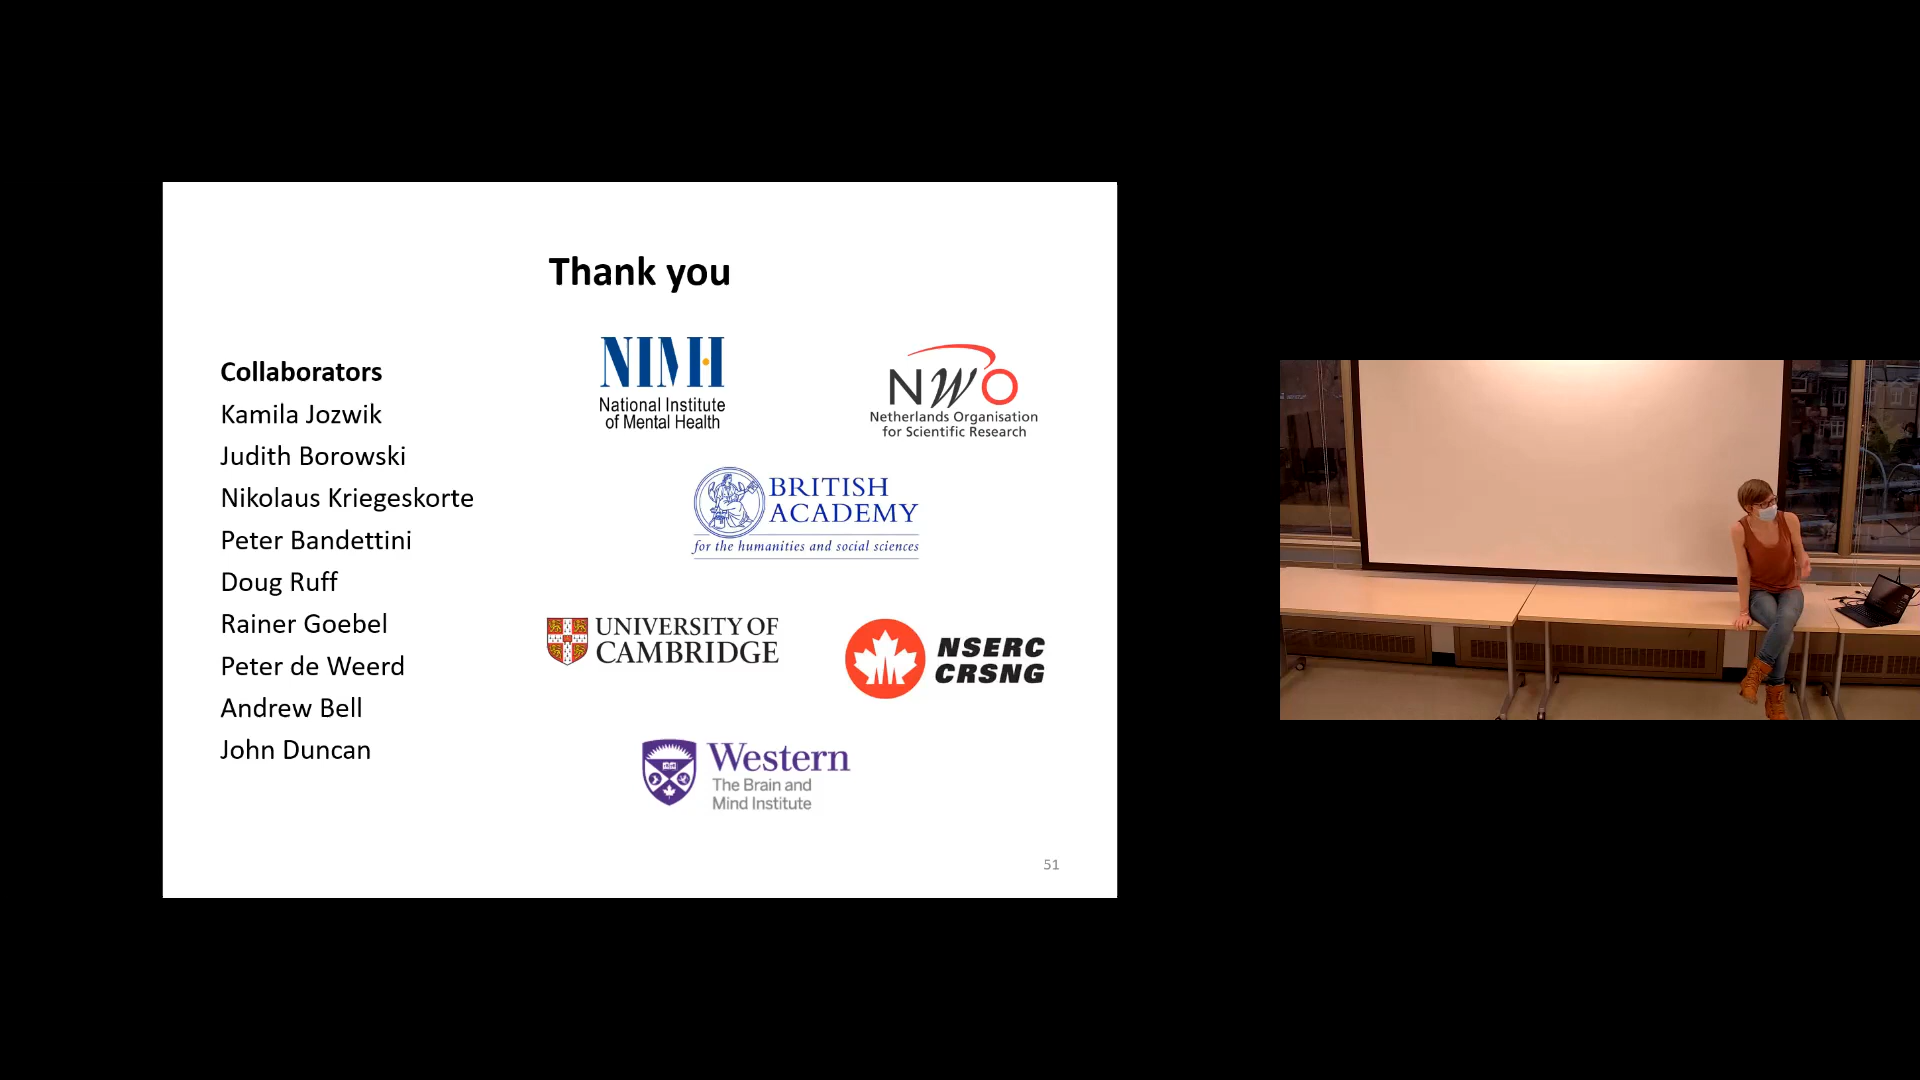 Thank you
Collaborators
Kamila Jozwik
Judith Borowski
Nikolaus Kriegeskorte
Peter Bandettini
Doug Ruff
Rainer Goebel
Peter de Weerd
Andrew Bell
John Duncan
NIMH
National Institute
of Mental Health
NWO
Netherlands Organisation
for Scientific Research
BRITISH
ACADEMY
for the humanities and social sciences
UNIVERSITY OF
CAMBRIDGE
NSERC
CRSNG
Western
The Brain and
Mind Institute
51